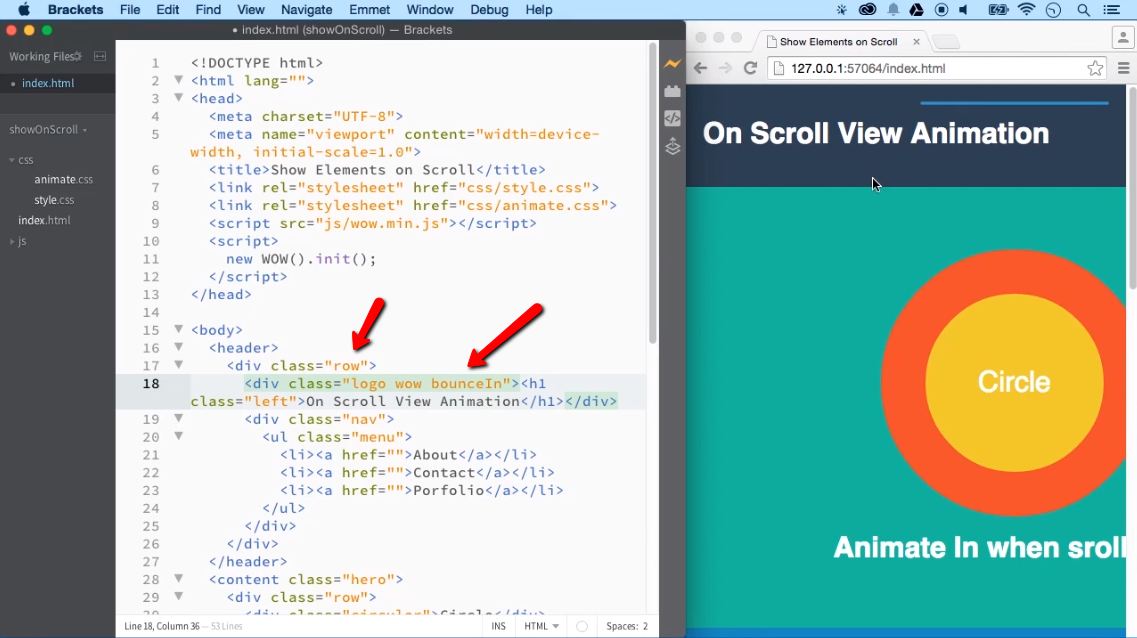 Brackets File Edit Find View Navigate Emmet Window Debug Help
• index.html (showOnScroll) — Brackets
Working Files
• index.html
showOnScroll
css
animate.css
style.css
index.html
js
1 <!DOCTYPE html>
2 <html lang="">
3 <head>
4 <meta charset="UTF-8">
5 <meta name="viewport" content="width=device-
width, initial-scale=1.0">
6 <title>Show Elements on Scroll</title>
7 <link rel="stylesheet" href="css/style.css">
8 <link rel="stylesheet" href="css/animate.css">
9 <script src="js/wow.min.js"></script>
10 <script>
11 new WOW().init();
12 </script>
13 </head>
14
15 <body>
16 <header>
17 <div class="row">
18 <div class="logo wow bounceIn"><h1
class="left">On Scroll View Animation</h1></div>
19 <div class="nav">
20 <ul class="menu">
21 <li><a href="">About</a></li>
22 <li><a href="">Contact</a></li>
23 <li><a href="">Porfolio</a></li>
24 </ul>
25 </div>
26 </div>
27 </header>
28 <content class="hero">
29 <div class="row">
30 <div class="circular">Circle</div>
Line 18, Column 36 — 53 Lines
INS HTML Spaces: 2
Show Elements on Scroll
127.0.0.1:57064/index.html
On Scroll View Animation
Circle
Animate In when sroll